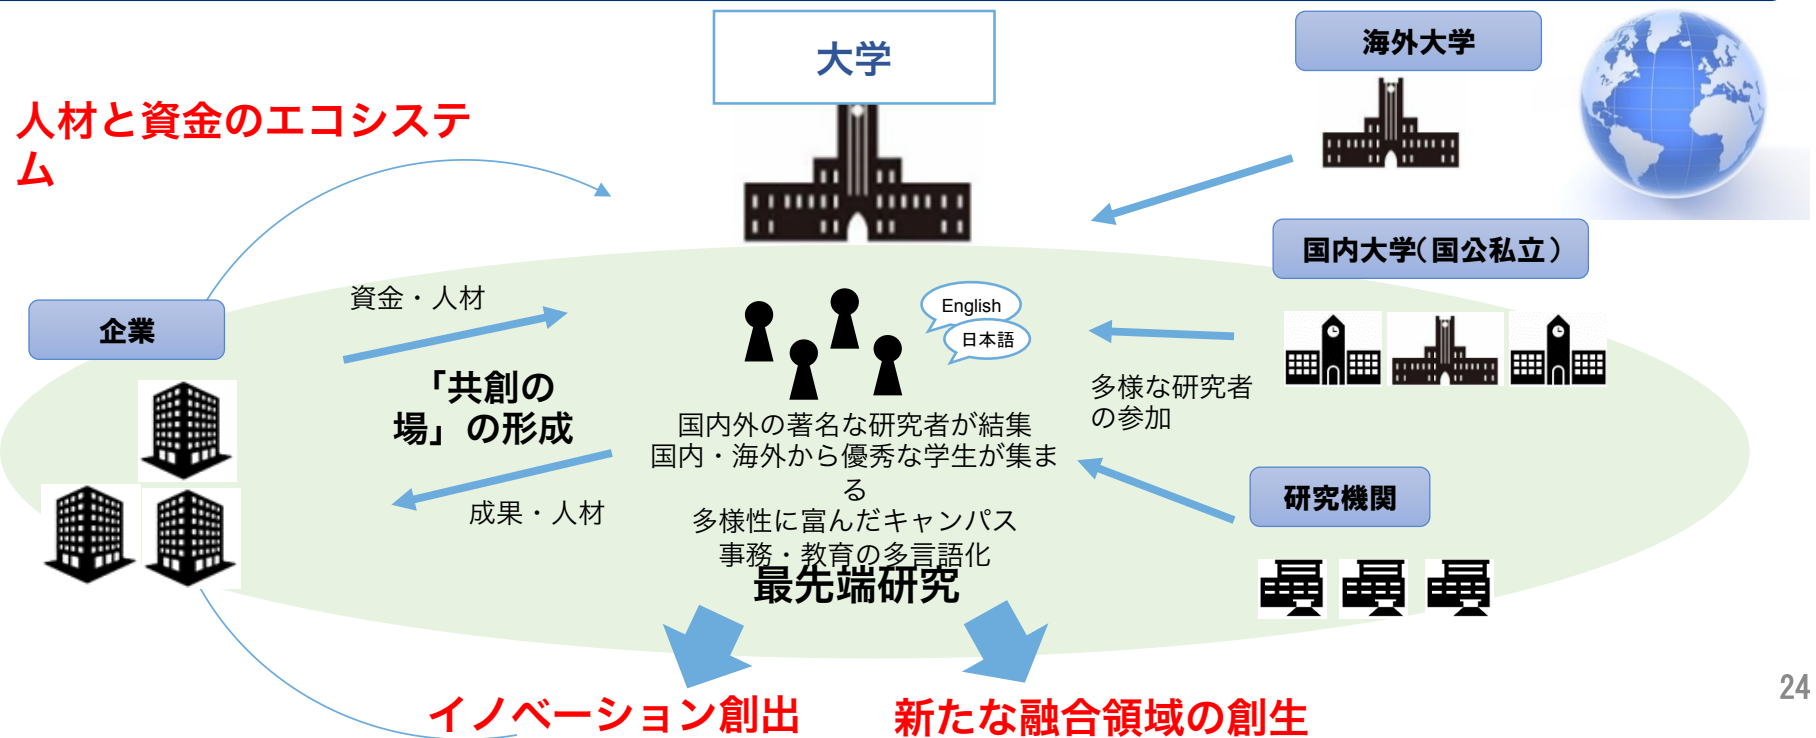 大学
海外大学
人材と資金のエコシステ
ム
国内大学（国公私立）
企業
資金・人材
English
日本語
「共創の
場」の形成
多様な研究者
の参加
国内外の著名な研究者が結集
国内・海外から優秀な学生が集ま
る
多様性に富んだキャンパス
事務・教育の多言語化
成果・人材
研究機関
最先端研究
イノベーション創出
新たな融合領域の創生
24